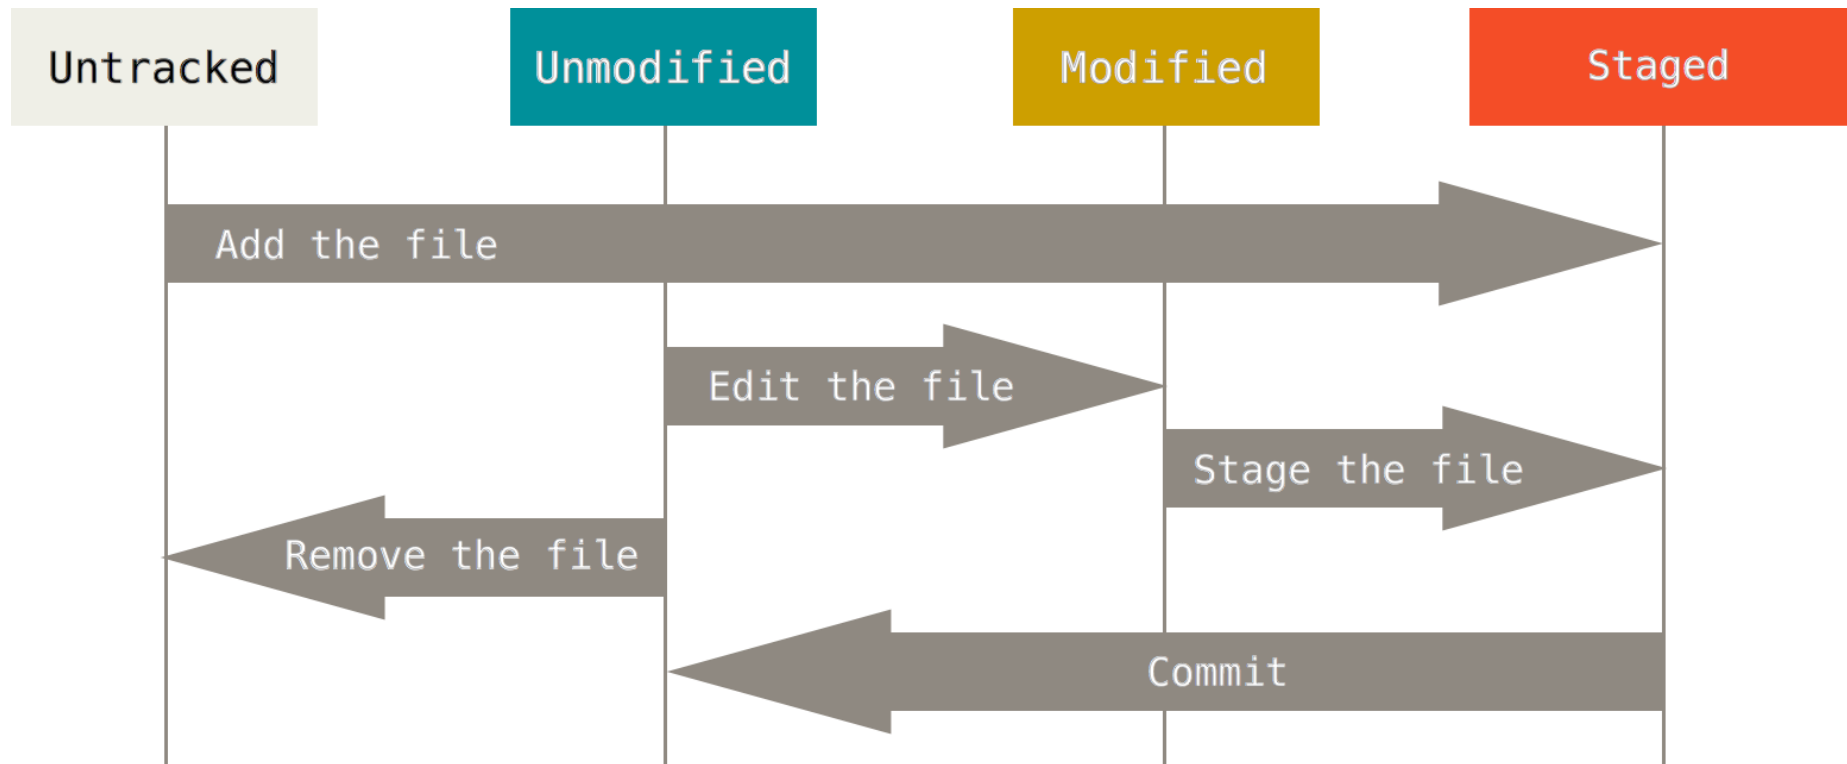 Untracked
Unmodified
Modified
Staged
Add the file
Edit the file
Stage the file
Remove the file
Commit